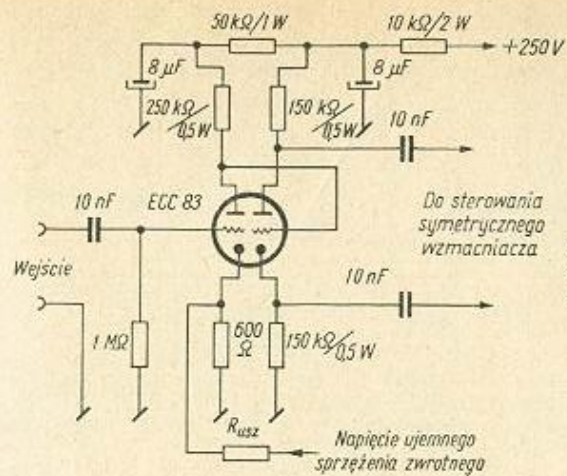 50 kΩ/1 W
10 kΩ/2 W
+250 V
8 µF
8 µF
250 kΩ/0,5 W
150 kΩ/0,5 W
10 nF
10 nF
ECC 83
Do sterowania
symetrycznego
wzmacniacza
Wejście
10 nF
1 MΩ
600
Ω
150 kΩ/0,5 W
Rusz
Napięcie ujemnego
sprzężenia zwrotnego